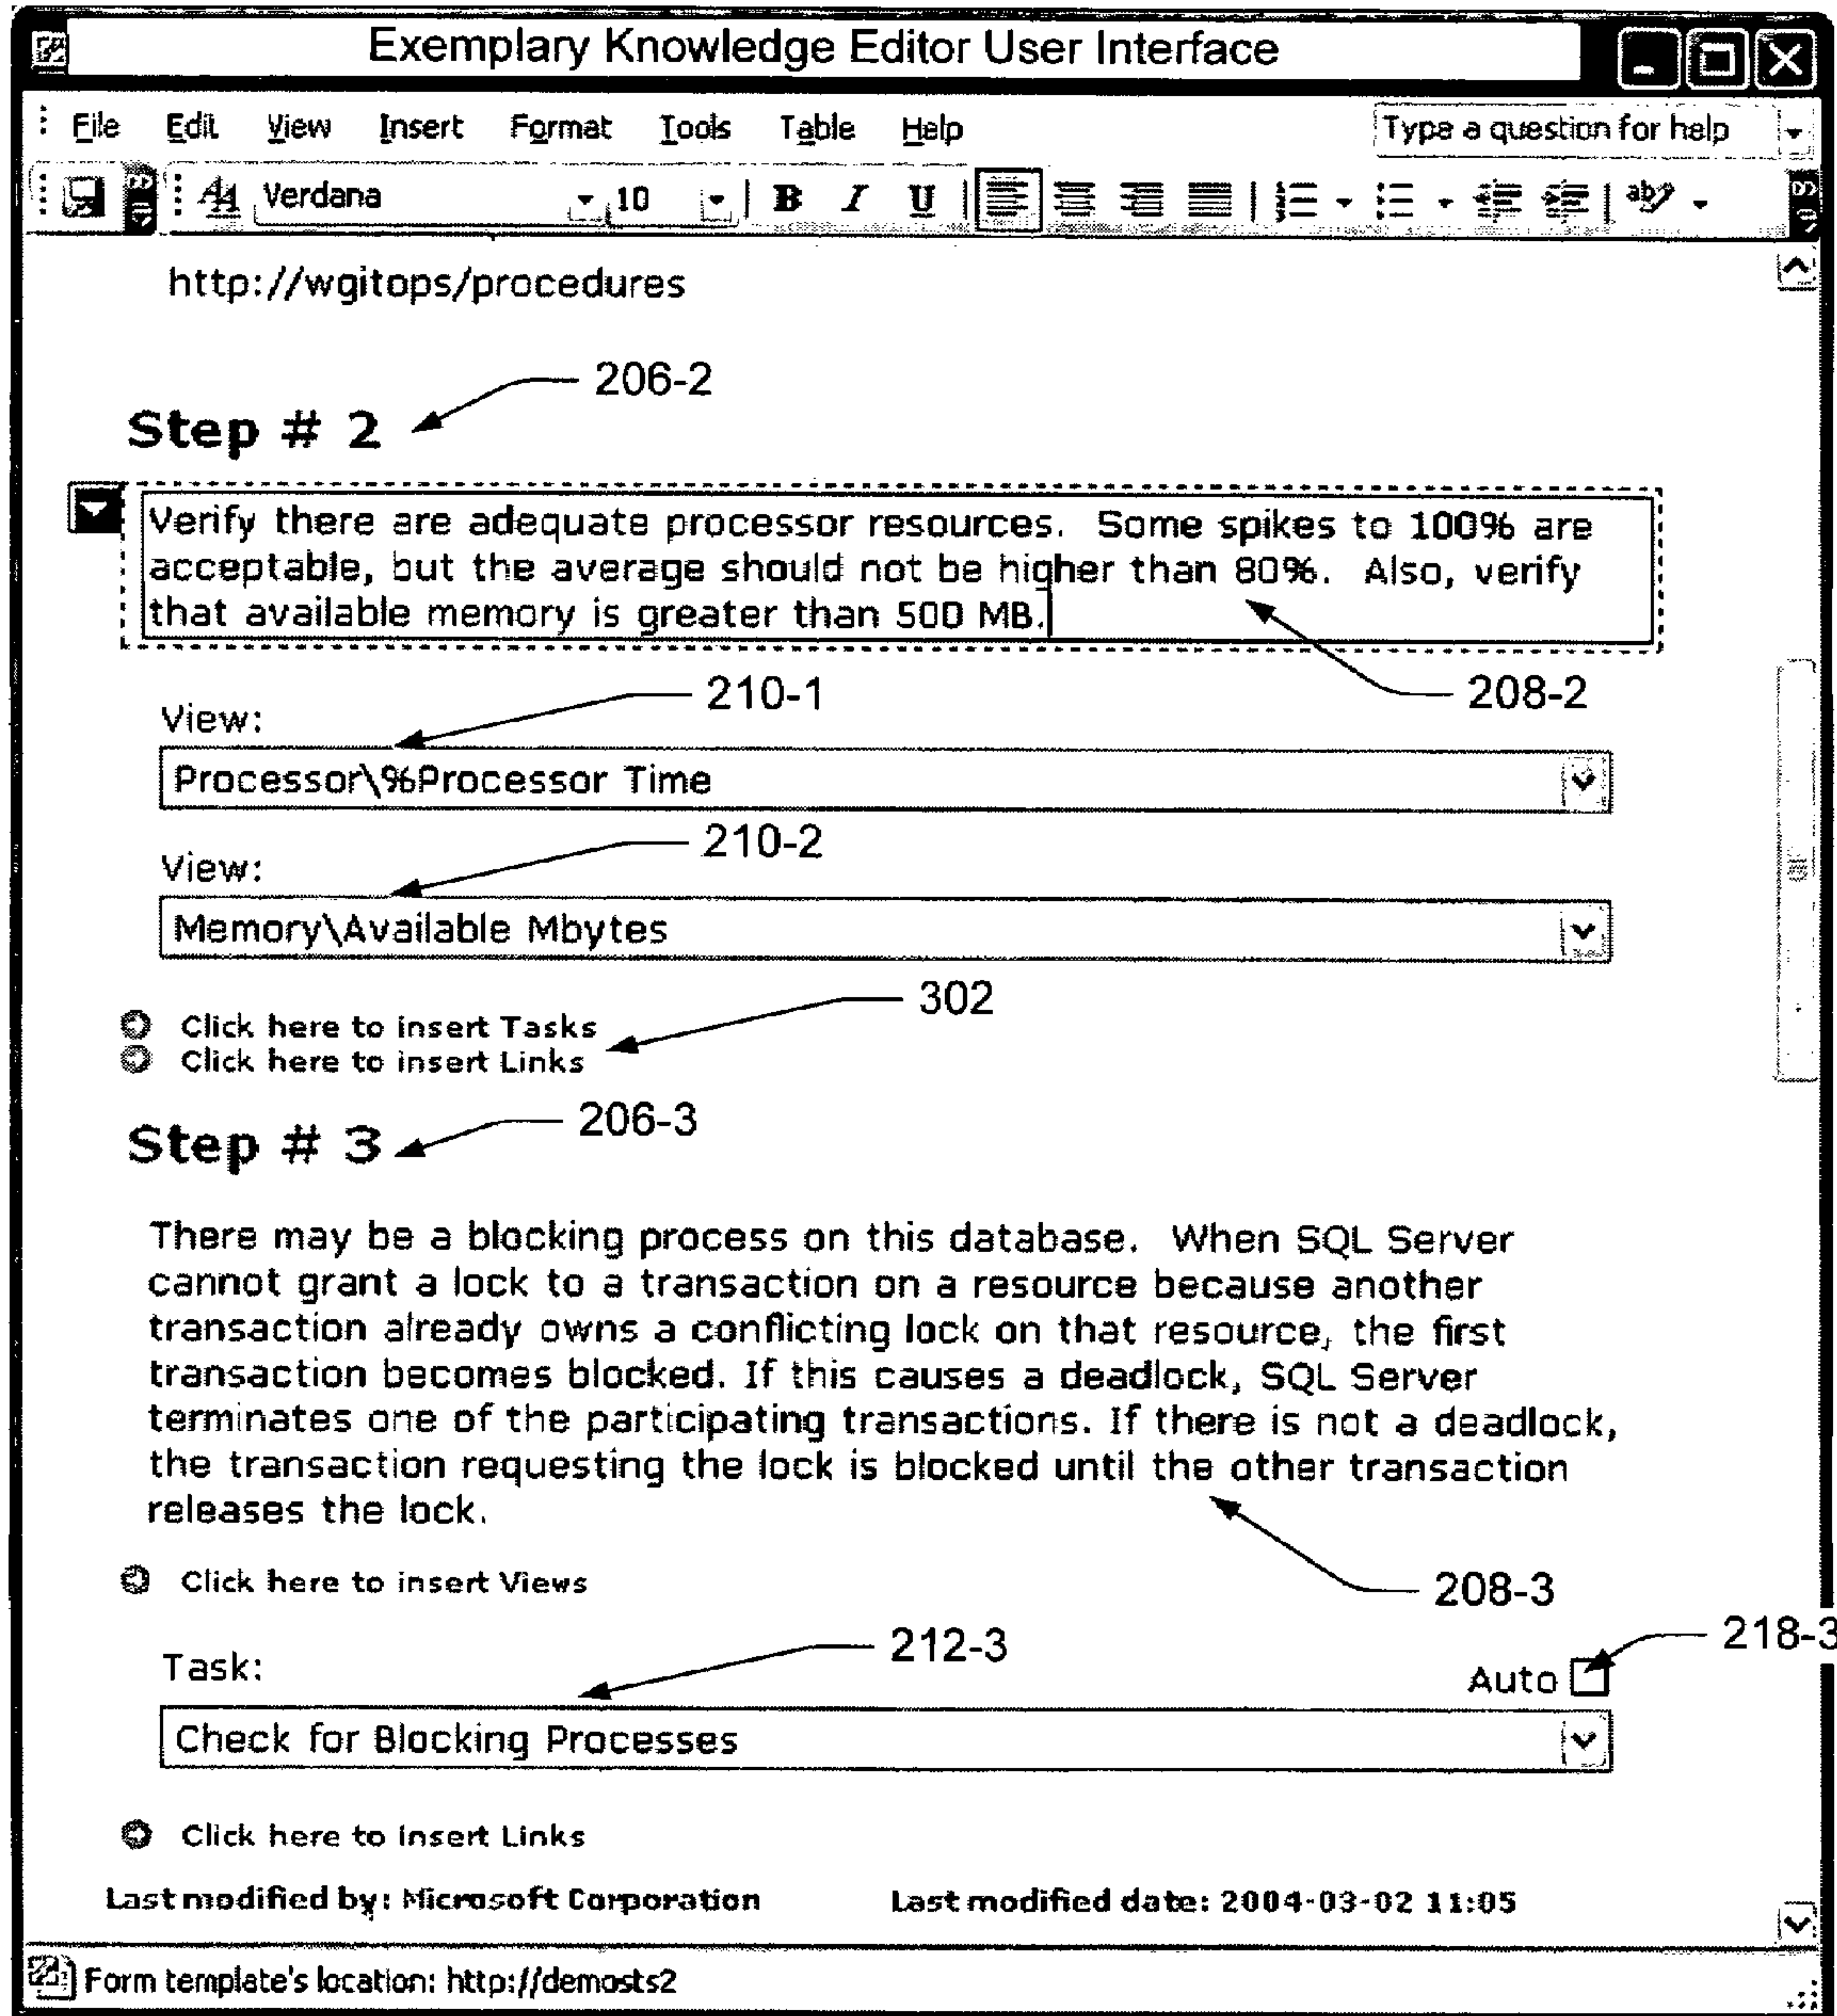 Exemplary Knowledge Editor User Interface
File Edit View Insert Format Tools Table Help Type a question for help
Verdana 10 B I U
http://wgitops/procedures
206-2
Step # 2
Verify there are adequate processor resources. Some spikes to 100% are
acceptable, but the average should not be higher than 80%. Also, verify
that available memory is greater than 500 MB.
210-1
208-2
View:
Processor\%Processor Time
210-2
View:
Memory\Available Mbytes
302
Click here to insert Tasks
Click here to insert Links
206-3
Step # 3
There may be a blocking process on this database. When SQL Server
cannot grant a lock to a transaction on a resource because another
transaction already owns a conflicting lock on that resource, the first
transaction becomes blocked. If this causes a deadlock, SQL Server
terminates one of the participating transactions. If there is not a deadlock,
the transaction requesting the lock is blocked until the other transaction
releases the lock.
Click here to insert Views
208-3
212-3
218-3
Task:
Auto
Check for Blocking Processes
Click here to insert Links
Last modified by: Microsoft Corporation Last modified date: 2004-03-02 11:05
Form template's location: http://demosts2